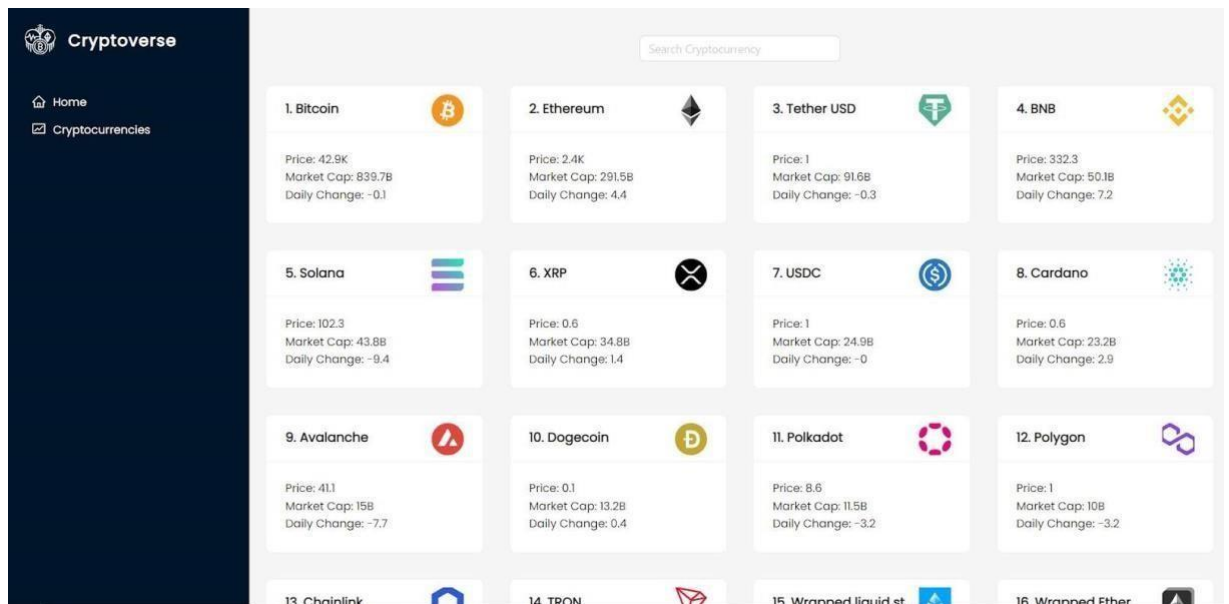 Cryptoverse
Home
Cryptocurrencies
Search Cryptocurrency
1. Bitcoin
Price: 42.9K
Market Cap: 839.7B
Daily Change: -0.1
2. Ethereum
Price: 2.4K
Market Cap: 291.5B
Daily Change: 4.4
3. Tether USD
Price: 1
Market Cap: 91.6B
Daily Change: -0.3
4. BNB
Price: 332.3
Market Cap: 50.1B
Daily Change: 7.2
5. Solana
Price: 102.3
Market Cap: 43.8B
Daily Change: -9.4
6. XRP
Price: 0.6
Market Cap: 34.8B
Daily Change: 1.4
7. USDC
Price: 1
Market Cap: 24.9B
Daily Change: -0
8. Cardano
Price: 0.6
Market Cap: 23.2B
Daily Change: 2.9
9. Avalanche
Price: 41.1
Market Cap: 15B
Daily Change: -7.7
10. Dogecoin
Price: 0.1
Market Cap: 13.2B
Daily Change: 0.4
11. Polkadot
Price: 8.6
Market Cap: 11.5B
Daily Change: -3.2
12. Polygon
Price: 1
Market Cap: 10B
Daily Change: -3.2
13. Chainlink
14. TRON
15. Wrapped liquid st
16. Wrapped Ether